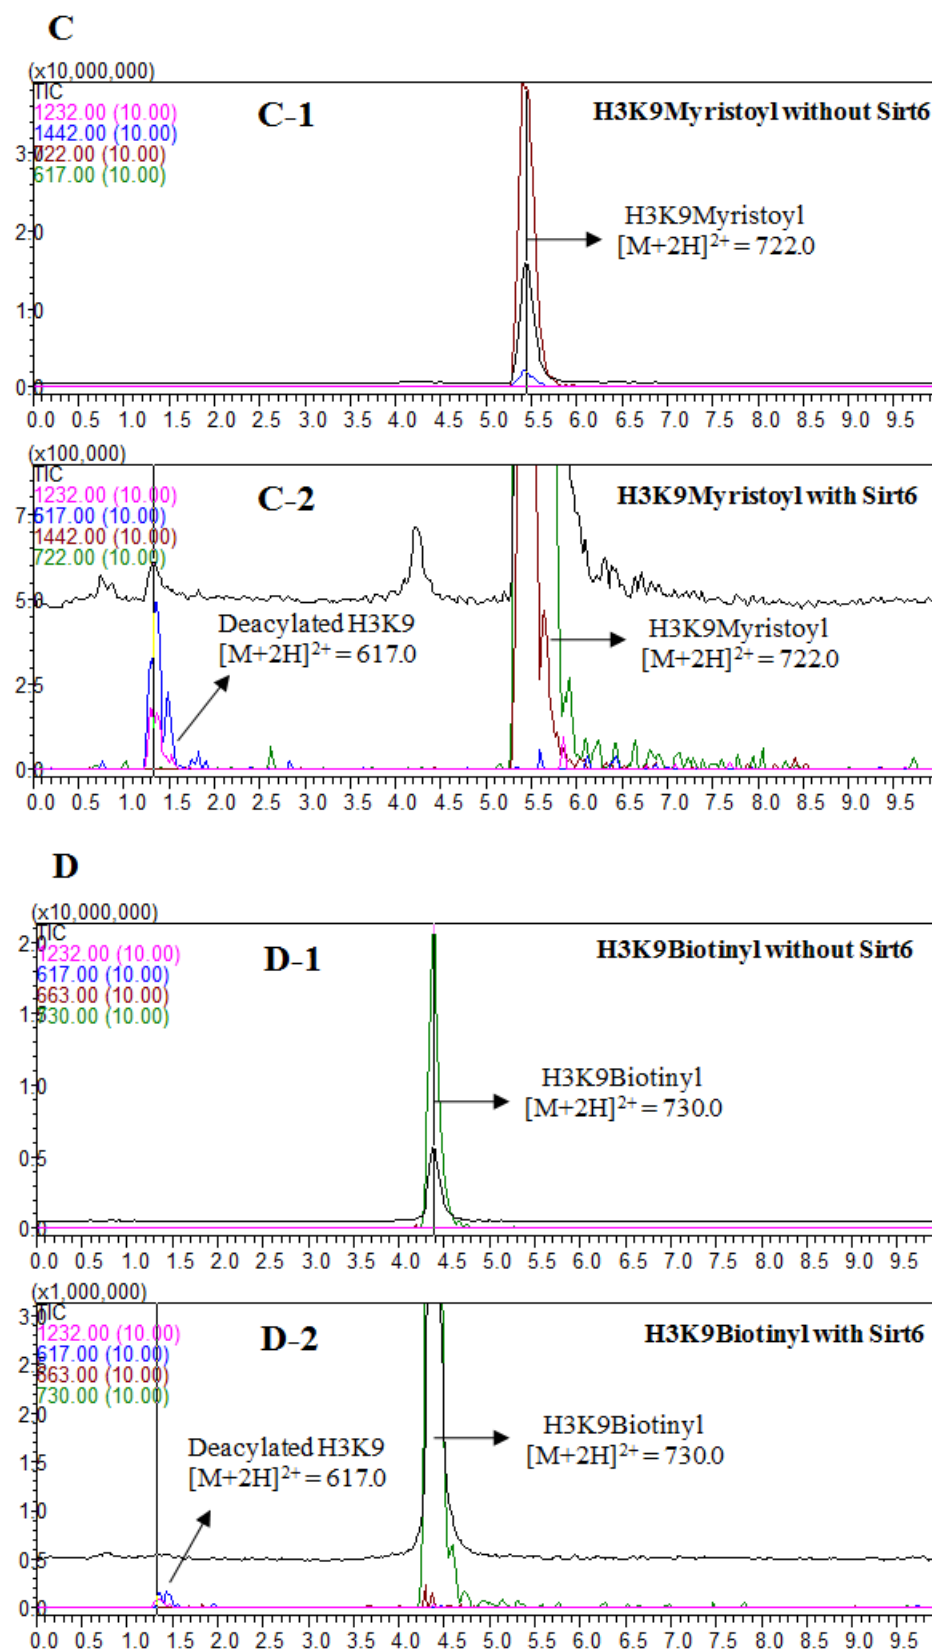 C
(x10,000,000)
TIC
1232.00 (10.00)
1442.00 (10.00)
722.00 (10.00)
617.00 (10.00)
C-1
H3K9Myristoyl without Sirt6
H3K9Myristoyl
[M+2H]2+ = 722.0
3.0
2.0
1.0
0.0
0.0 0.5 1.0 1.5 2.0 2.5 3.0 3.5 4.0 4.5 5.0 5.5 6.0 6.5 7.0 7.5 8.0 8.5 9.0 9.5
(x100,000)
TIC
1232.00 (10.00)
617.00 (10.00)
1442.00 (10.00)
722.00 (10.00)
C-2
H3K9Myristoyl with Sirt6
Deacylated H3K9
[M+2H]2+ = 617.0
H3K9Myristoyl
[M+2H]2+ = 722.0
7.5
5.0
2.5
0.0
0.0 0.5 1.0 1.5 2.0 2.5 3.0 3.5 4.0 4.5 5.0 5.5 6.0 6.5 7.0 7.5 8.0 8.5 9.0 9.5
D
(x10,000,000)
TIC
1232.00 (10.00)
617.00 (10.00)
663.00 (10.00)
730.00 (10.00)
D-1
H3K9Biotinyl without Sirt6
H3K9Biotinyl
[M+2H]2+ = 730.0
2.0
1.5
1.0
0.5
0.0
0.0 0.5 1.0 1.5 2.0 2.5 3.0 3.5 4.0 4.5 5.0 5.5 6.0 6.5 7.0 7.5 8.0 8.5 9.0 9.5
(x1,000,000)
TIC
1232.00 (10.00)
617.00 (10.00)
663.00 (10.00)
730.00 (10.00)
D-2
H3K9Biotinyl with Sirt6
Deacylated H3K9
[M+2H]2+ = 617.0
H3K9Biotinyl
[M+2H]2+ = 730.0
3.0
2.5
2.0
1.5
1.0
0.5
0.0
0.0 0.5 1.0 1.5 2.0 2.5 3.0 3.5 4.0 4.5 5.0 5.5 6.0 6.5 7.0 7.5 8.0 8.5 9.0 9.5